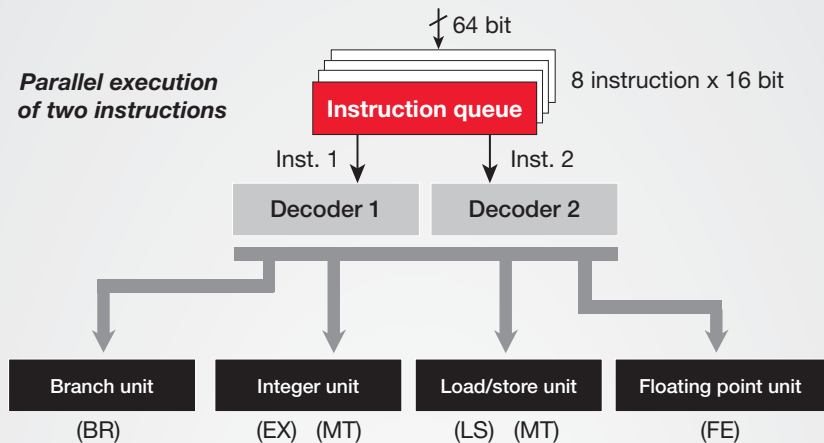 64 bit
Parallel execution
of two instructions
8 instruction x 16 bit
Instruction queue
Inst. 1
Inst. 2
Decoder 1
Decoder 2
Branch unit
Integer unit
Load/store unit
Floating point unit
(BR)
(EX) (MT)
(LS) (MT)
(FE)